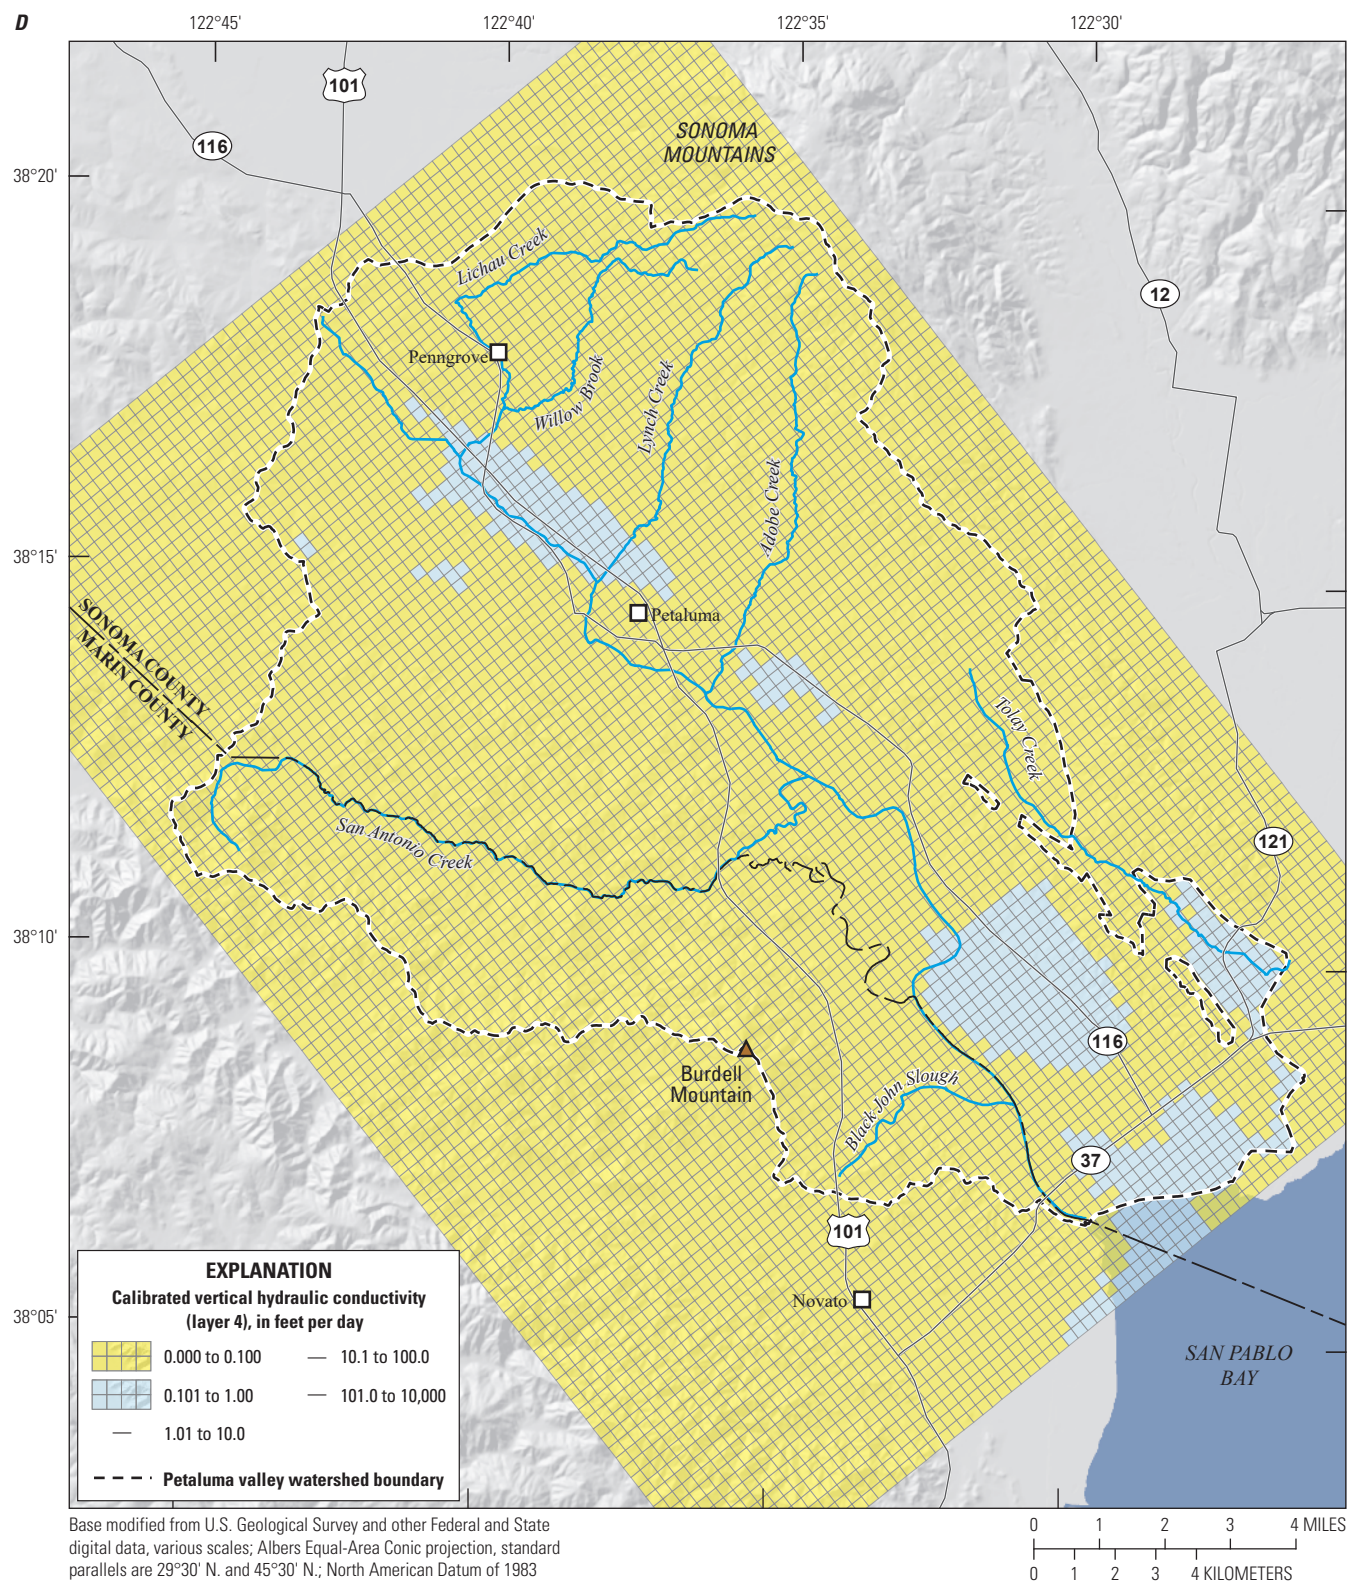 D
122°45'
122°40'
122°35'
122°30'
101
116
SONOMA
MOUNTAINS
38°20'
Lichau Creek
12
Penngrove
Willow Brook
Lynch Creek
Adobe Creek
38°15'
SONOMA COUNTY
MARIN COUNTY
Petaluma
Tolay Creek
San Antonio Creek
121
38°10'
116
Burdell
Mountain
Black John Slough
37
101
Novato
38°05'
SAN PABLO
BAY
EXPLANATION
Calibrated vertical hydraulic conductivity
(layer 4), in feet per day
0.000 to 0.100
10.1 to 100.0
0.101 to 1.00
101.0 to 10,000
1.01 to 10.0
Petaluma valley watershed boundary
Base modified from U.S. Geological Survey and other Federal and State
digital data, various scales; Albers Equal-Area Conic projection, standard
parallels are 29°30' N. and 45°30' N.; North American Datum of 1983
0 1 2 3 4 MILES
0 1 2 3 4 KILOMETERS